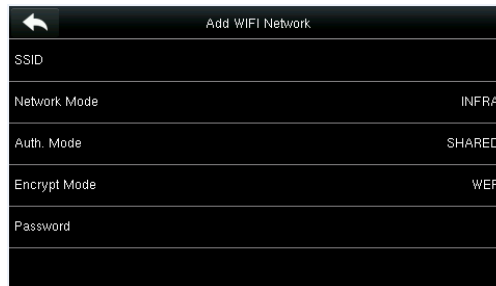 Add WIFI Network
SSID
Network Mode INFRA
Auth. Mode SHARED
Encrypt Mode WEP
Password